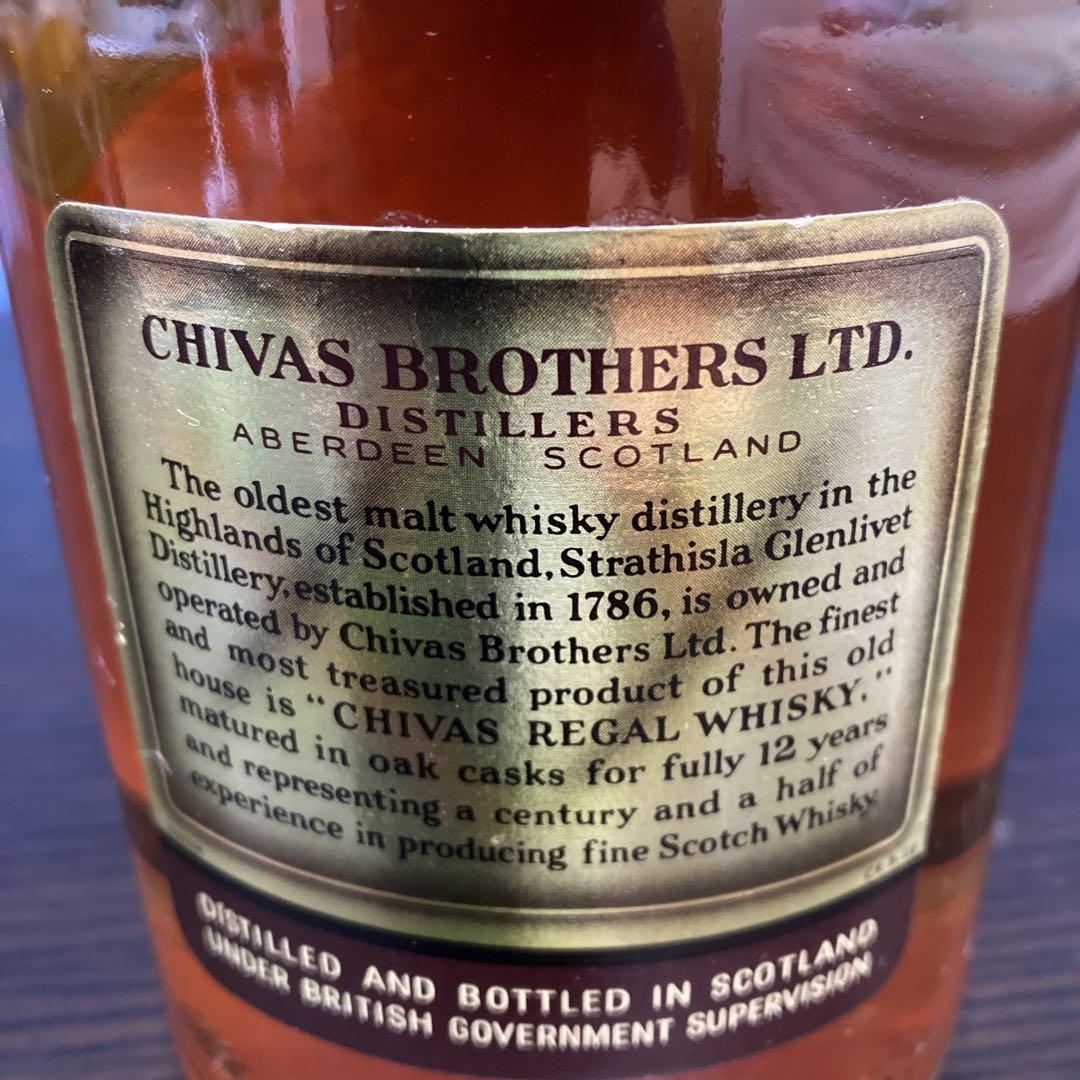 CHIVAS BROTHERS LTD.
DISTILLERS
ABERDEEN SCOTLAND
The oldest malt whisky distillery in the
Highlands of Scotland, Strathisla Glenlivet
Distillery, established in 1786, is owned and
operated by Chivas Brothers Ltd. The finest
and most treasured product of this old
house is "CHIVAS REGAL WHISKY,"
matured in oak casks for fully 12 years
and representing a century and a half of
experience in producing fine Scotch Whisky.
DISTILLED AND BOTTLED IN SCOTLAND
UNDER BRITISH GOVERNMENT SUPERVISION